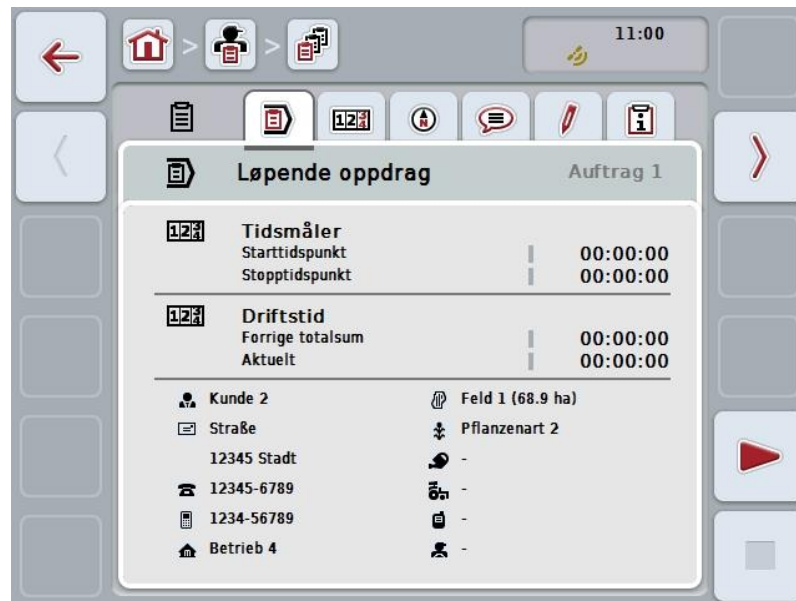 11:00
Løpende oppdrag Auftrag 1
Tidsmåler
Starttidspunkt 00:00:00
Stopptidspunkt 00:00:00
Driftstid
Forrige totalsum 00:00:00
Aktuelt 00:00:00
Kunde 2 Feld 1 (68.9 ha)
Straße Pflanzenart 2
12345 Stadt -
12345-6789 -
1234-56789 -
Betrieb 4 -